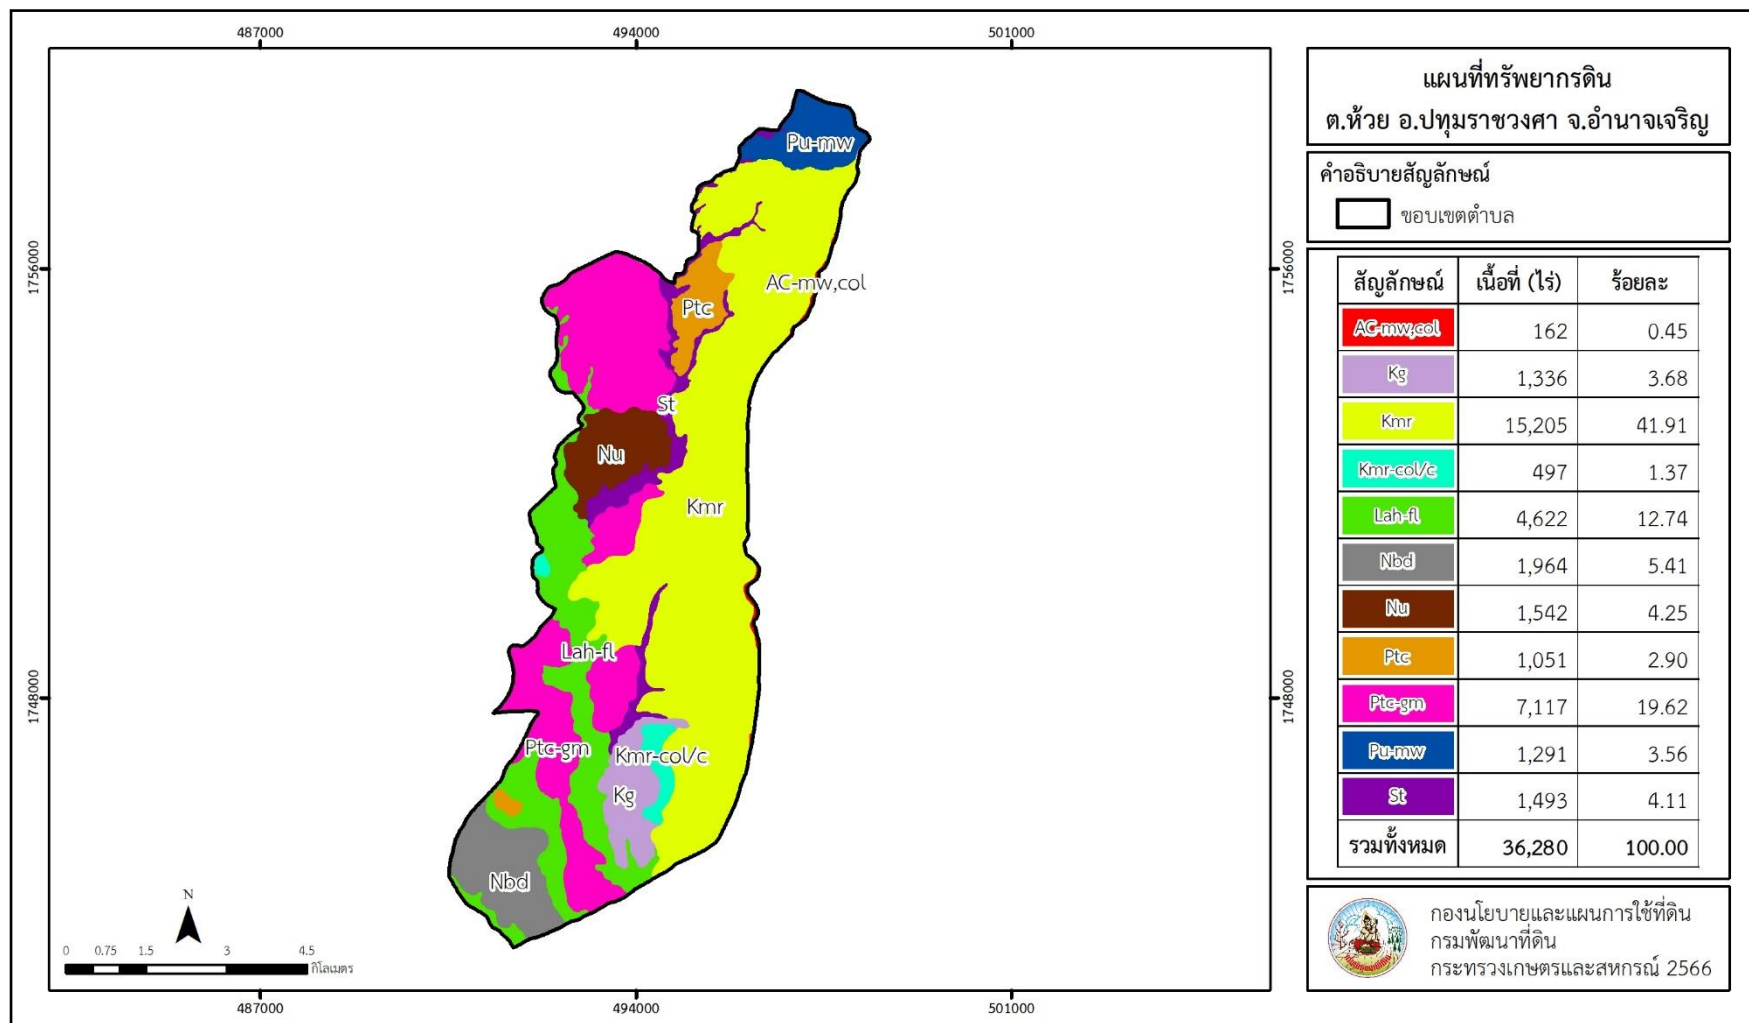 487000
494000
501000
1756000
1756000
1748000
1748000
Pu-mw
AC-mw,col
Ptc
St
Nu
Kmr
Lah-fl
Ptc-gm
Kmr-col/c
Kg
Nbd
N
0 0.75 1.5 3 4.5
กิโลเมตร
487000
494000
501000
แผนที่ทรัพยากรดิน
ต.ห้วย อ.ปทุมราชวงศา จ.อำนาจเจริญ
คำอธิบายสัญลักษณ์
ขอบเขตตำบล
สัญลักษณ์ เนื้อที่ (ไร่) ร้อยละ
AC-mw,col 162 0.45
Kg 1,336 3.68
Kmr 15,205 41.91
Kmr-col/c 497 1.37
Lah-fl 4,622 12.74
Nbd 1,964 5.41
Nu 1,542 4.25
Ptc 1,051 2.90
Ptc-gm 7,117 19.62
Pu-mw 1,291 3.56
St 1,493 4.11
รวมทั้งหมด 36,280 100.00
กองนโยบายและแผนการใช้ที่ดิน
กรมพัฒนาที่ดิน
กระทรวงเกษตรและสหกรณ์ 2566